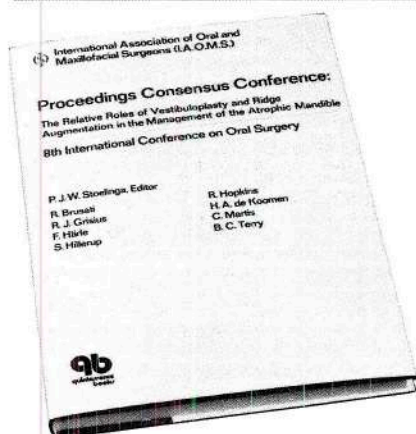 International Association of Oral and
Maxillofacial Surgeons (I.A.O.M.S.)
Proceedings Consensus Conference:
The Relative Roles of Vestibuloplasty and Ridge
Augmentation in the Management of the Atrophic Mandible
8th International Conference on Oral Surgery
P. J. W. Stoelinga, Editor
R. Brusati
R. J. Grisius
F. Härle
S. Hillerup
R. Hopkins
H. A. de Koomen
C. Martis
B. C. Terry
qb
quintessence
books